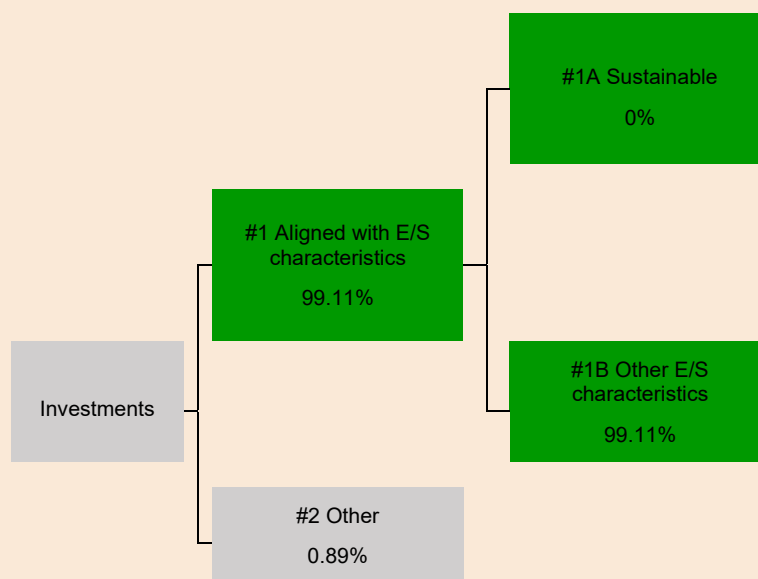 #1A Sustainable
0%
#1 Aligned with E/S
characteristics
99.11%
#1B Other E/S
characteristics
99.11%
Investments
#2 Other
0.89%